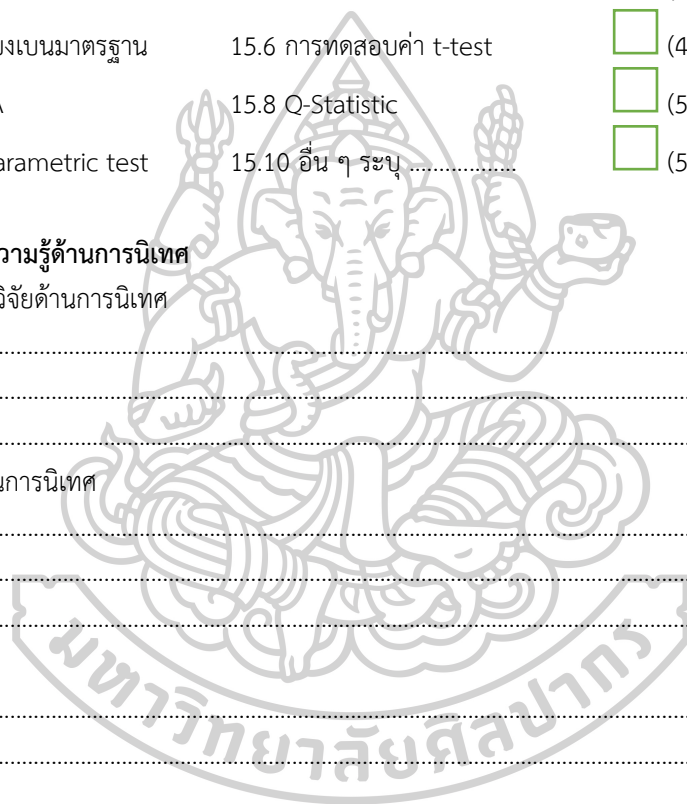 งเบนมาตรฐาน 15.6 การทดสอบค่า t-test (4
15.8 Q-Statistic (5
arametric test 15.10 อื่น ๆ ระบุ .................. (5
วามรู้ด้านการนิเทศ
วิจัยด้านการนิเทศ
นการนิเทศ
มหาวิทยาลัยศิลปากร